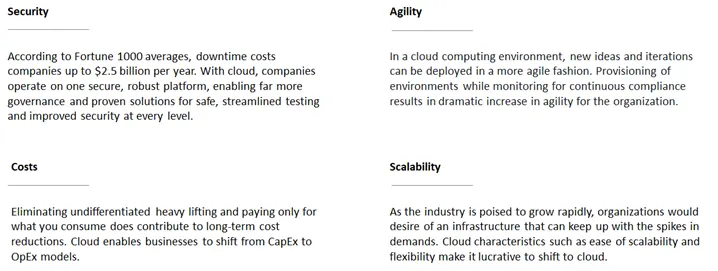 Security
According to Fortune 1000 averages, downtime costs
companies up to $2.5 billion per year. With cloud, companies
operate on one secure, robust platform, enabling far more
governance and proven solutions for safe, streamlined testing
and improved security at every level.
Agility
In a cloud computing environment, new ideas and iterations
can be deployed in a more agile fashion. Provisioning of
environments while monitoring for continuous compliance
results in dramatic increase in agility for the organization.
Costs
Eliminating undifferentiated heavy lifting and paying only for
what you consume does contribute to long-term cost
reductions. Cloud enables businesses to shift from CapEx to
OpEx models.
Scalability
As the industry is poised to grow rapidly, organizations would
desire of an infrastructure that can keep up with the spikes in
demands. Cloud characteristics such as ease of scalability and
flexibility make it lucrative to shift to cloud.